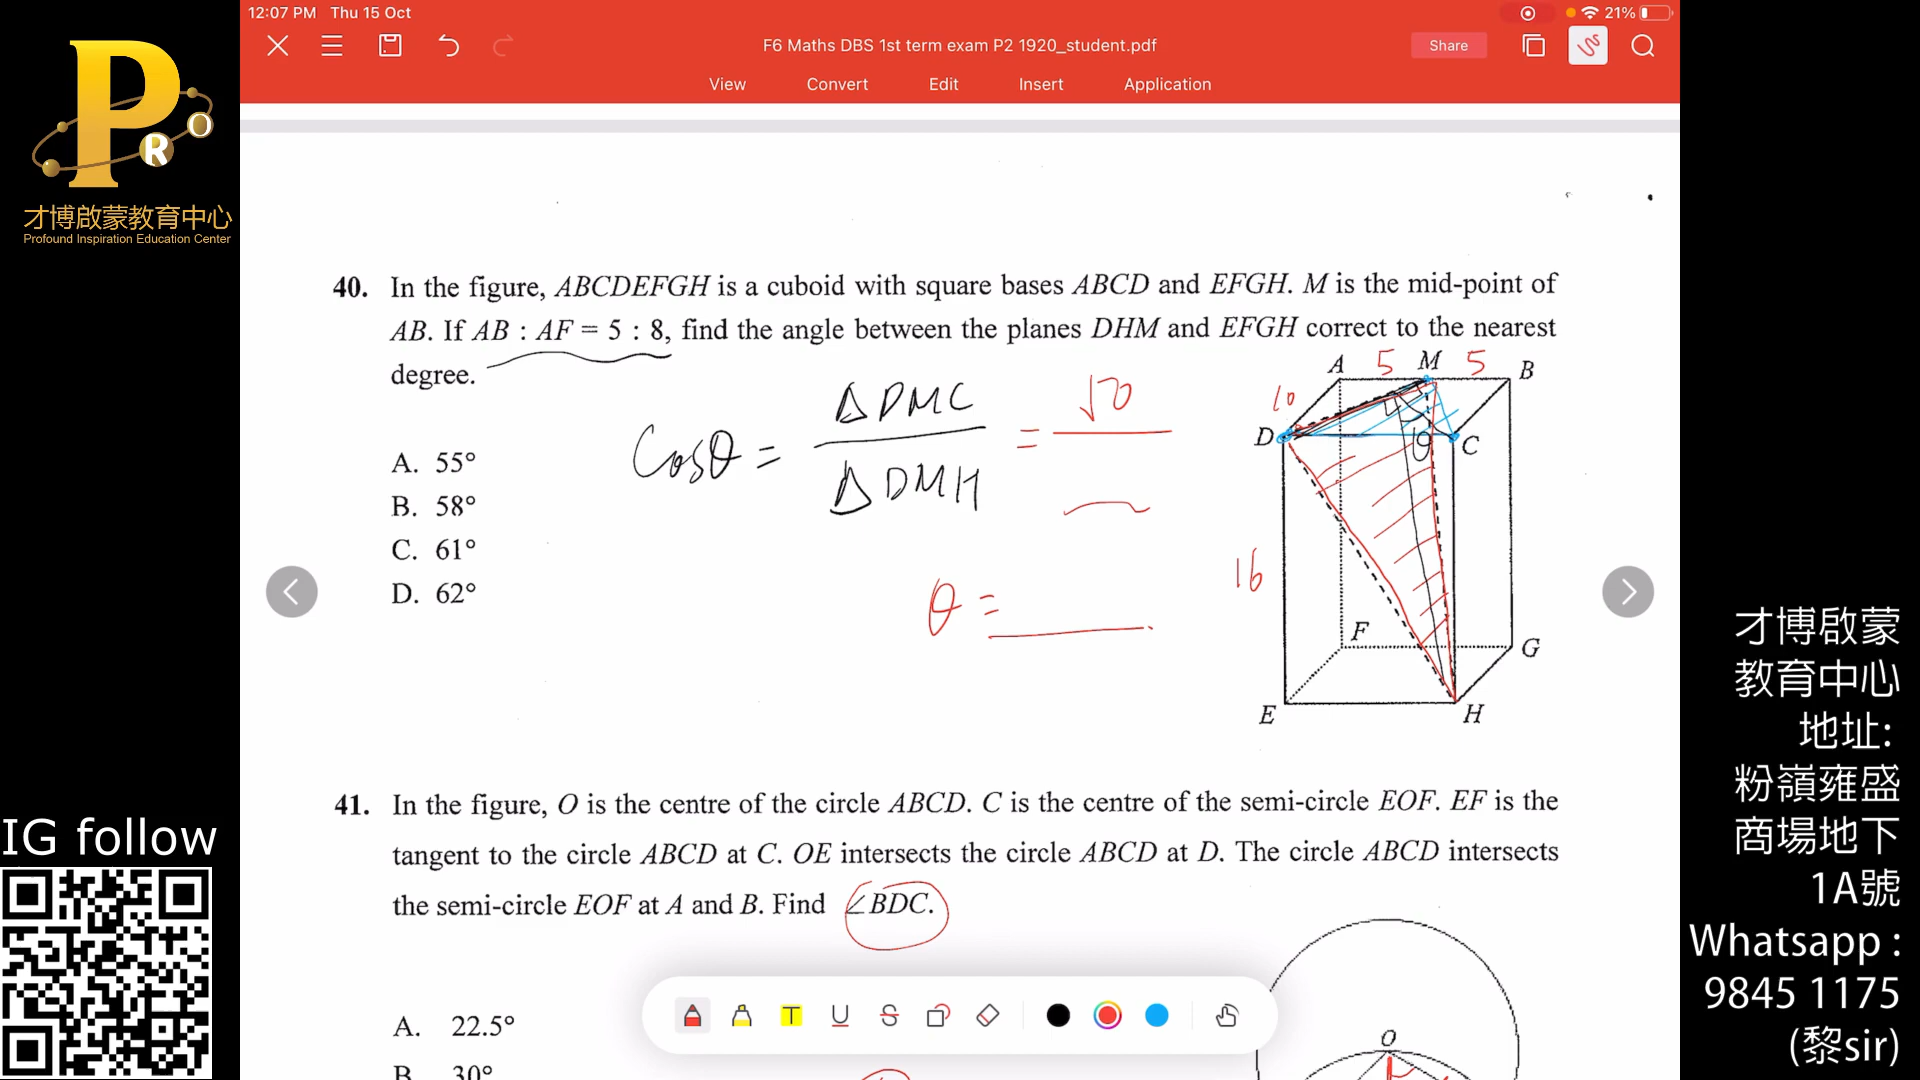 12:07 PM Thu 15 Oct
21%
F6 Maths DBS 1st term exam P2 1920_student.pdf
Share
View Convert Edit Insert Application
P R O
才博啟蒙教育中心
Profound Inspiration Education Center
40. In the figure, ABCDEFGH is a cuboid with square bases ABCD and EFGH. M is the mid-point of
AB. If AB : AF = 5 : 8, find the angle between the planes DHM and EFGH correct to the nearest
degree.
A. 55°
B. 58°
C. 61°
D. 62°
Cosθ = ΔDMC / ΔDMH =
θ =
A 5 M 5 B
10
D θ C
16
F G
E H
41. In the figure, O is the centre of the circle ABCD. C is the centre of the semi-circle EOF. EF is the
tangent to the circle ABCD at C. OE intersects the circle ABCD at D. The circle ABCD intersects
the semi-circle EOF at A and B. Find ∠BDC.
A. 22.5°
B. 30°
O
T U S
IG follow
才博啟蒙
教育中心
地址:
粉嶺雍盛
商場地下
1A號
Whatsapp :
9845 1175
(黎sir)